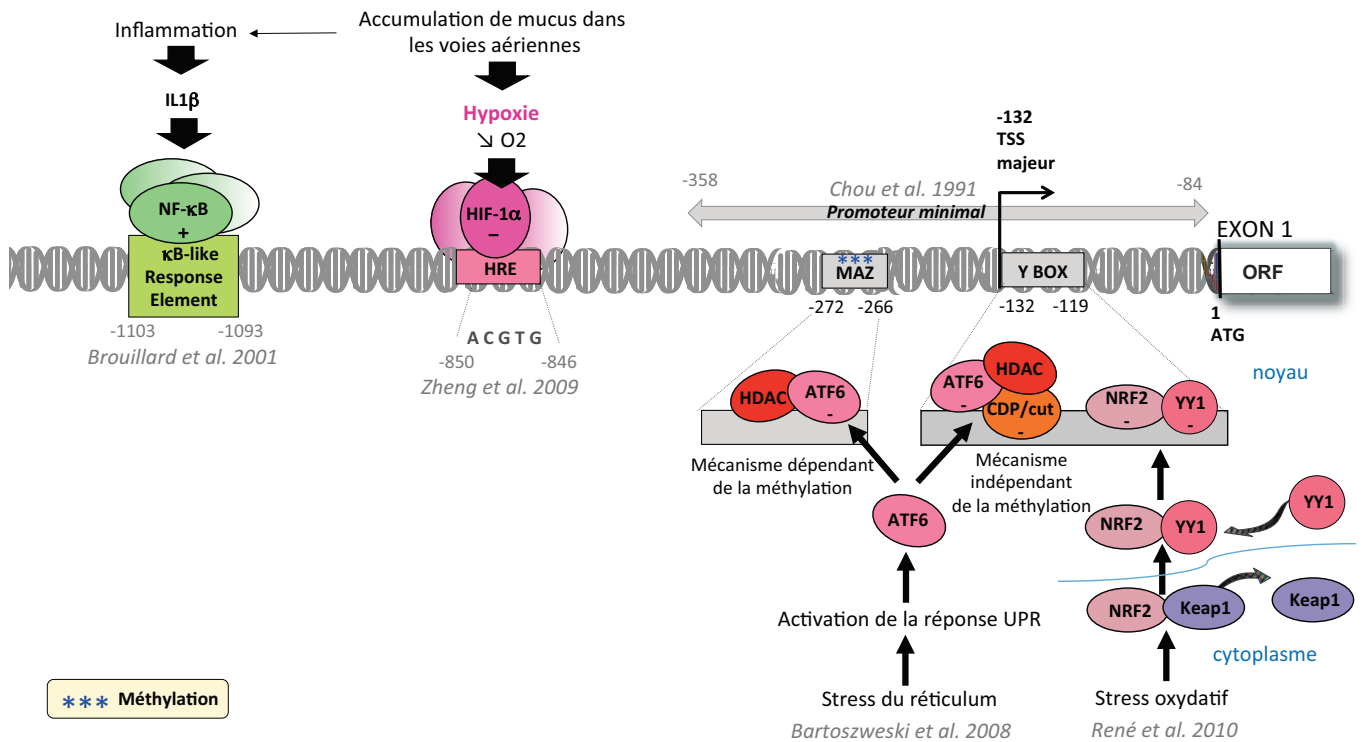 Inflammation
Accumulation de mucus dans
les voies aériennes
IL1β
Hypoxie
↘ O2
NF-κB
+
κB-like
Response
Element
-1103
-1093
Brouillard et al. 2001
HIF-1α
–
HRE
A C G T G
-850
-846
Zheng et al. 2009
-358
Chou et al. 1991
-84
Promoteur minimal
-132
TSS
majeur
***
MAZ
-272
-266
Y BOX
-132
-119
EXON 1
ORF
1
ATG
noyau
HDAC
ATF6
-
Mécanisme dépendant
de la méthylation
ATF6
-
HDAC
CDP/cut
-
Mécanisme
indépendant
de la méthylation
NRF2
-
YY1
-
ATF6
NRF2
YY1
YY1
NRF2
Keap1
Keap1
cytoplasme
Activation de la réponse UPR
Stress du réticulum
Bartoszweski et al. 2008
Stress oxydatif
René et al. 2010
*** Méthylation